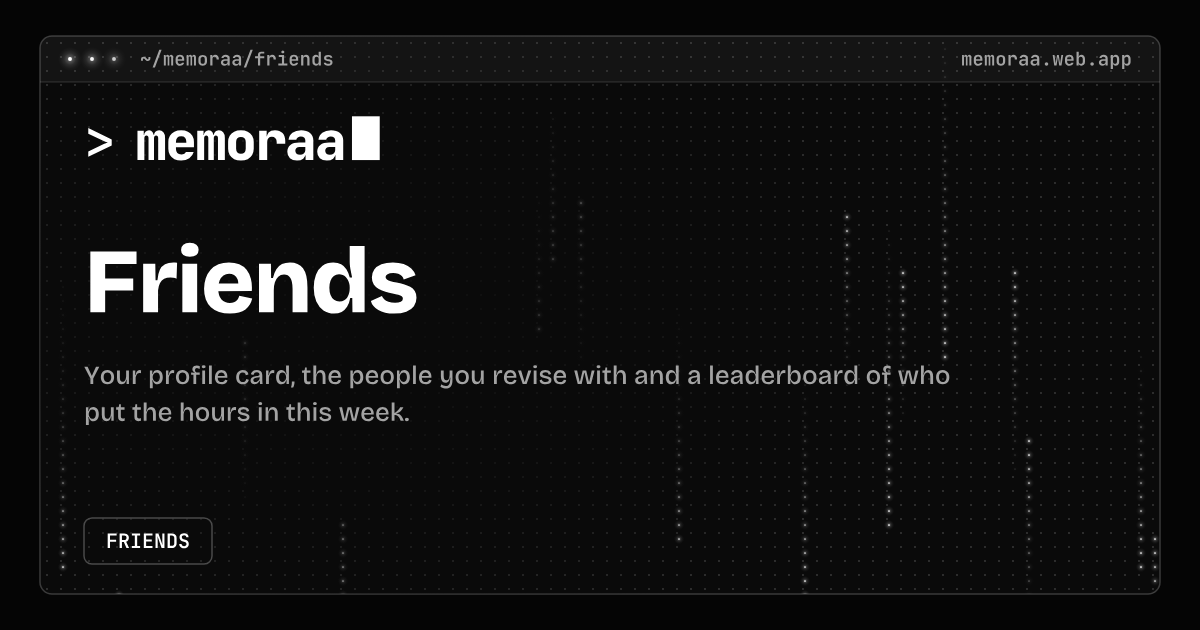 ~/memoraa/friends
memoraa.web.app
> memoraa
Friends
Your profile card, the people you revise with and a leaderboard of who
put the hours in this week.
FRIENDS